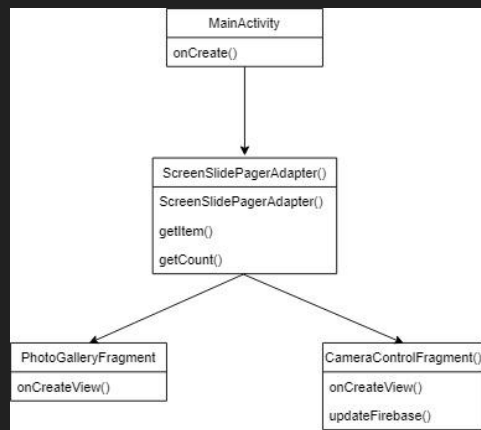 MainActivity
onCreate()
ScreenSlidePagerAdapter()
ScreenSlidePagerAdapter()
getItem()
getCount()
PhotoGalleryFragment
onCreateView()
CameraControlFragment()
onCreateView()
updateFirebase()